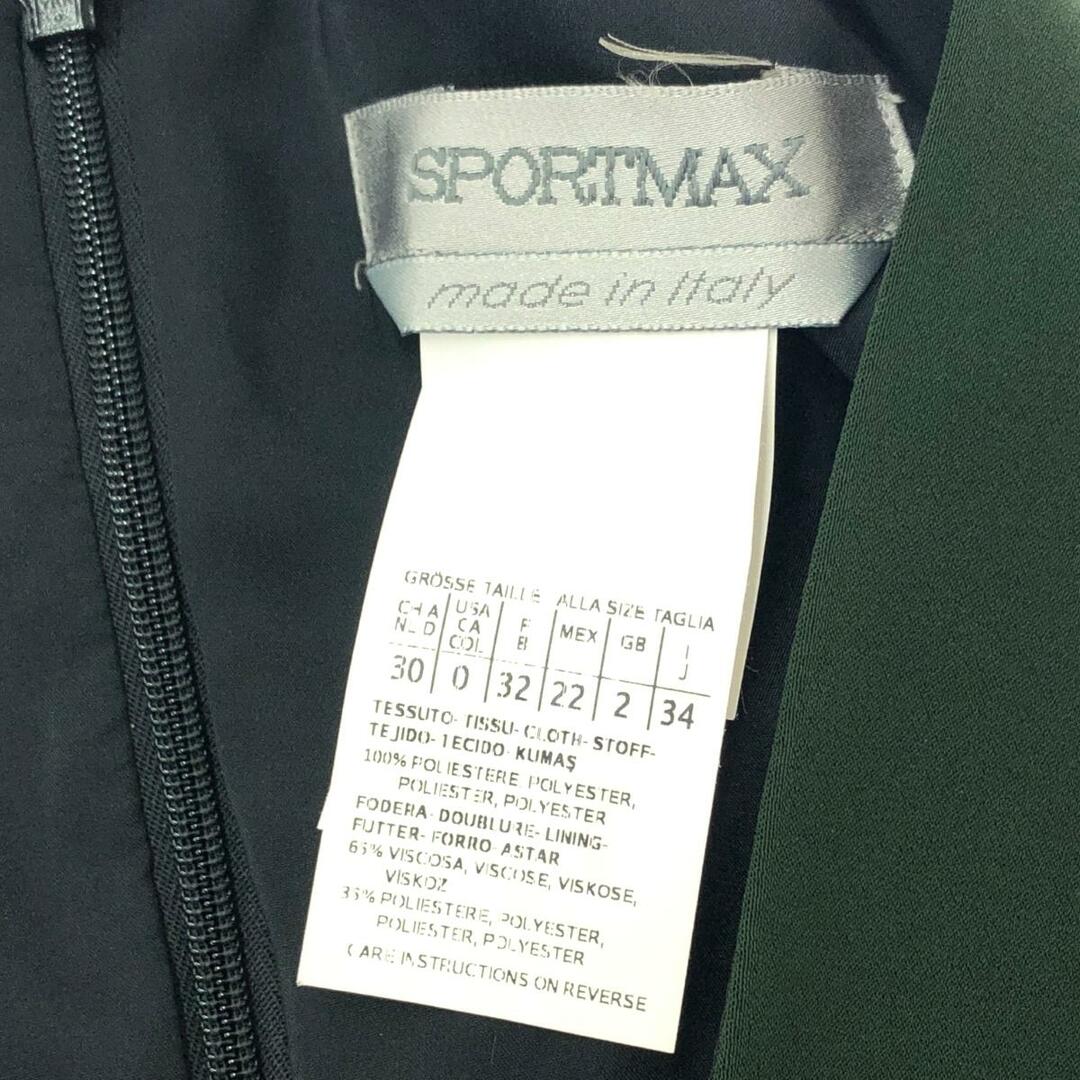 SPORTMAX
made in Italy
GRÖSSE TAILLE ALLA SIZE TAGLIA
CH A USA F MEX GB I
NL D CA B J
COL
30 0 32 22 2 34
TESSUTO- TISSU- CLOTH- STOFF-
TEJIDO- TECIDO- KUMAŞ
100% POLIESTERE, POLYESTER,
POLIESTER, POLYESTER
FODERA- DOUBLURE- LINING-
FUTTER- FORRO- ASTAR
65% VISCOSA, VISCOSE, VISKOSE,
VİSKOZ
35% POLIESTERE, POLYESTER,
POLIESTER, POLYESTER
CARE INSTRUCTIONS ON REVERSE